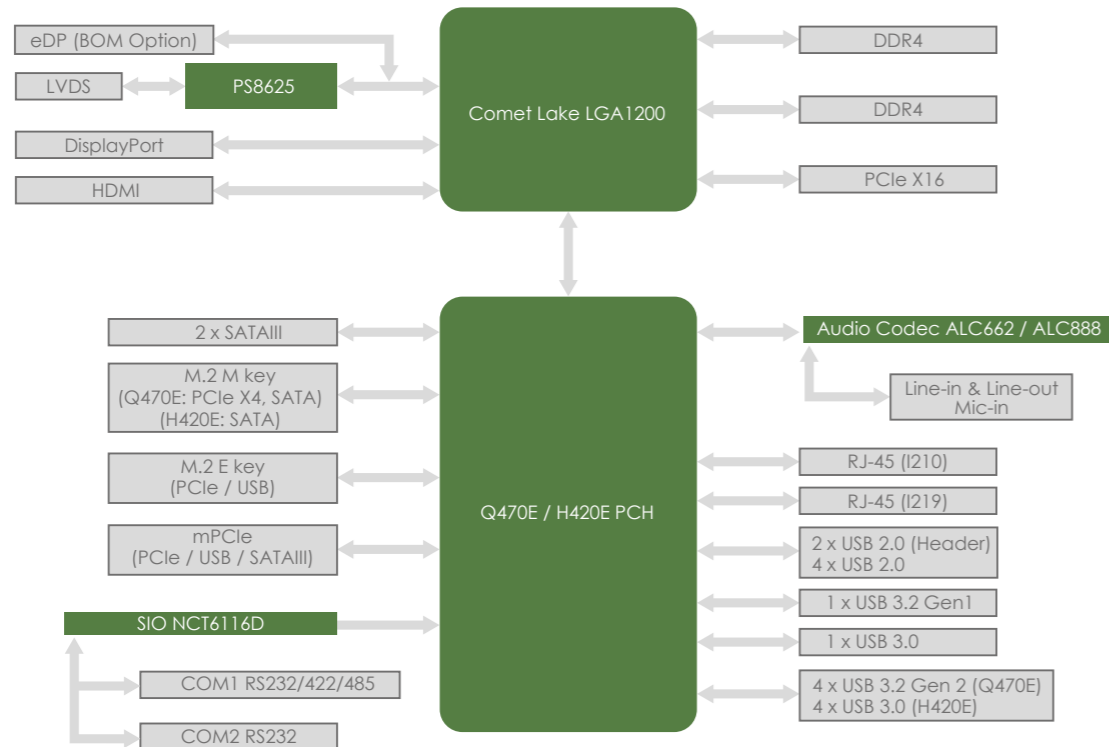 eDP (BOM Option)
LVDS
PS8625
DisplayPort
HDMI
Comet Lake LGA1200
DDR4
DDR4
PCIe X16
2 x SATAIII
M.2 M key
(Q470E: PCIe X4, SATA)
(H420E: SATA)
M.2 E key
(PCIe / USB)
mPCIe
(PCIe / USB / SATAIII)
SIO NCT6116D
COM1 RS232/422/485
COM2 RS232
Q470E / H420E PCH
Audio Codec ALC662 / ALC888
Line-in & Line-out
Mic-in
RJ-45 (I210)
RJ-45 (I219)
2 x USB 2.0 (Header)
4 x USB 2.0
1 x USB 3.2 Gen1
1 x USB 3.0
4 x USB 3.2 Gen 2 (Q470E)
4 x USB 3.0 (H420E)